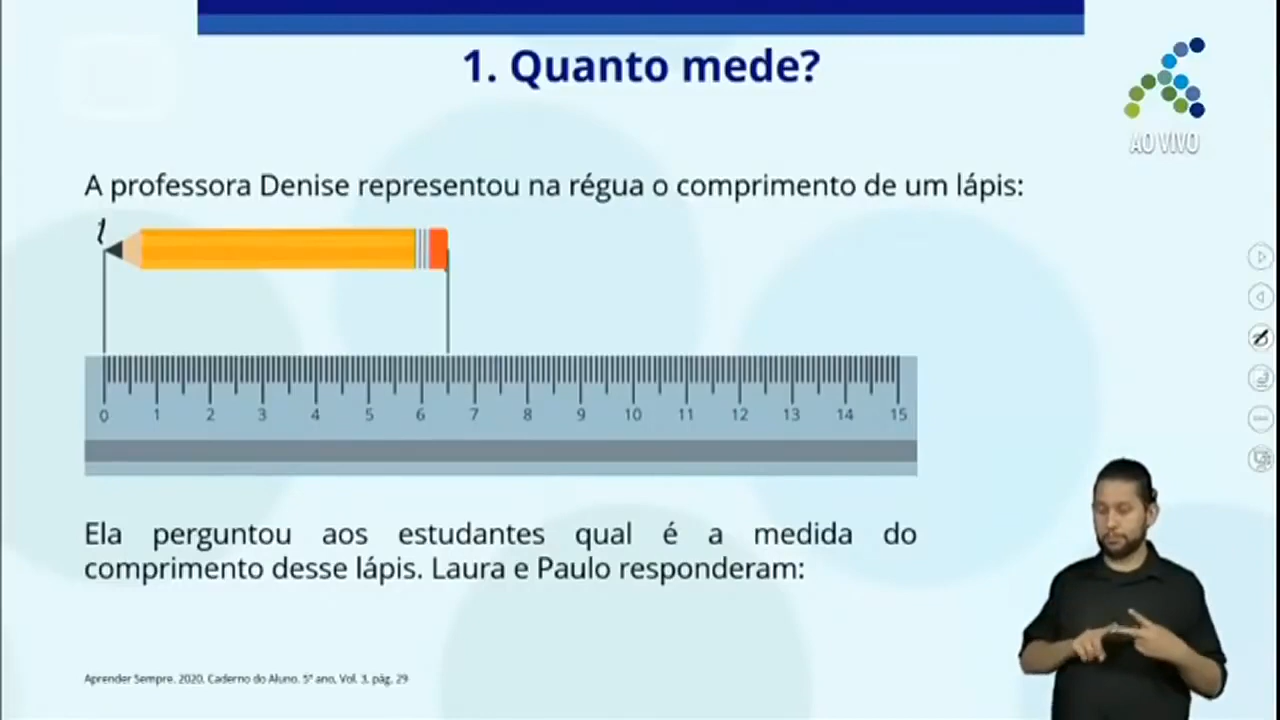 1. Quanto mede?
AO VIVO
A professora Denise representou na régua o comprimento de um lápis:
0 1 2 3 4 5 6 7 8 9 10 11 12 13 14 15
Ela perguntou aos estudantes qual é a medida do
comprimento desse lápis. Laura e Paulo responderam:
Aprender Sempre. 2020. Caderno do Aluno. 5º ano, Vol. 3, pág. 29